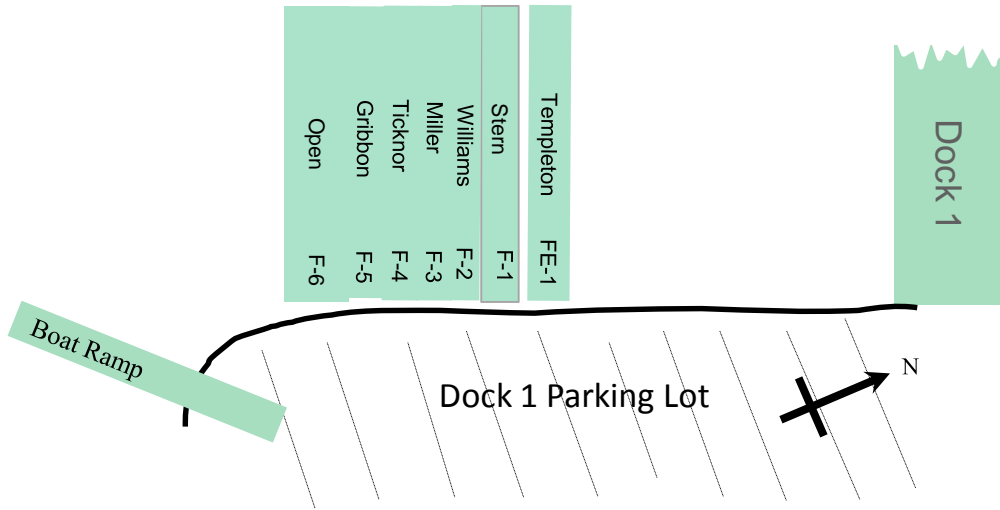 Open F-6
Gribbon F-5
Ticknor F-4
Miller F-3
Williams F-2
Stern F-1
Templeton FE-1
Dock 1
Boat Ramp
Dock 1 Parking Lot
N